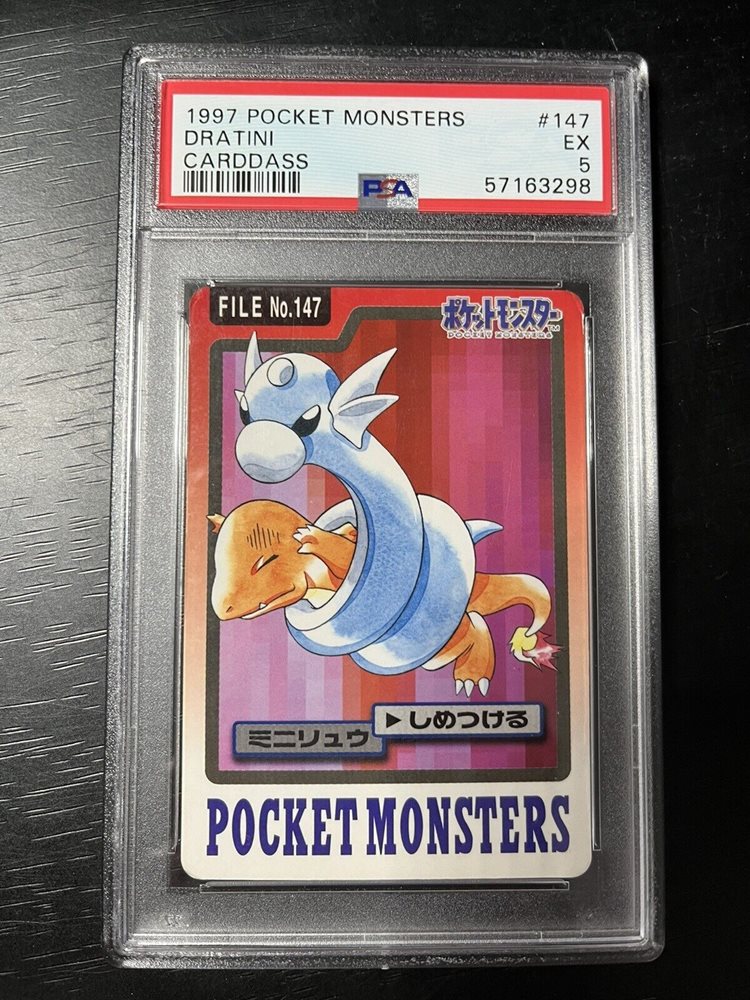 1997 POCKET MONSTERS #147
DRATINI EX
CARDDASS 5
PSA 57163298
FILE No.147
ポケットモンスター TM
POCKET MONSTERS
▶しめつける
ミニリュウ
POCKET MONSTERS